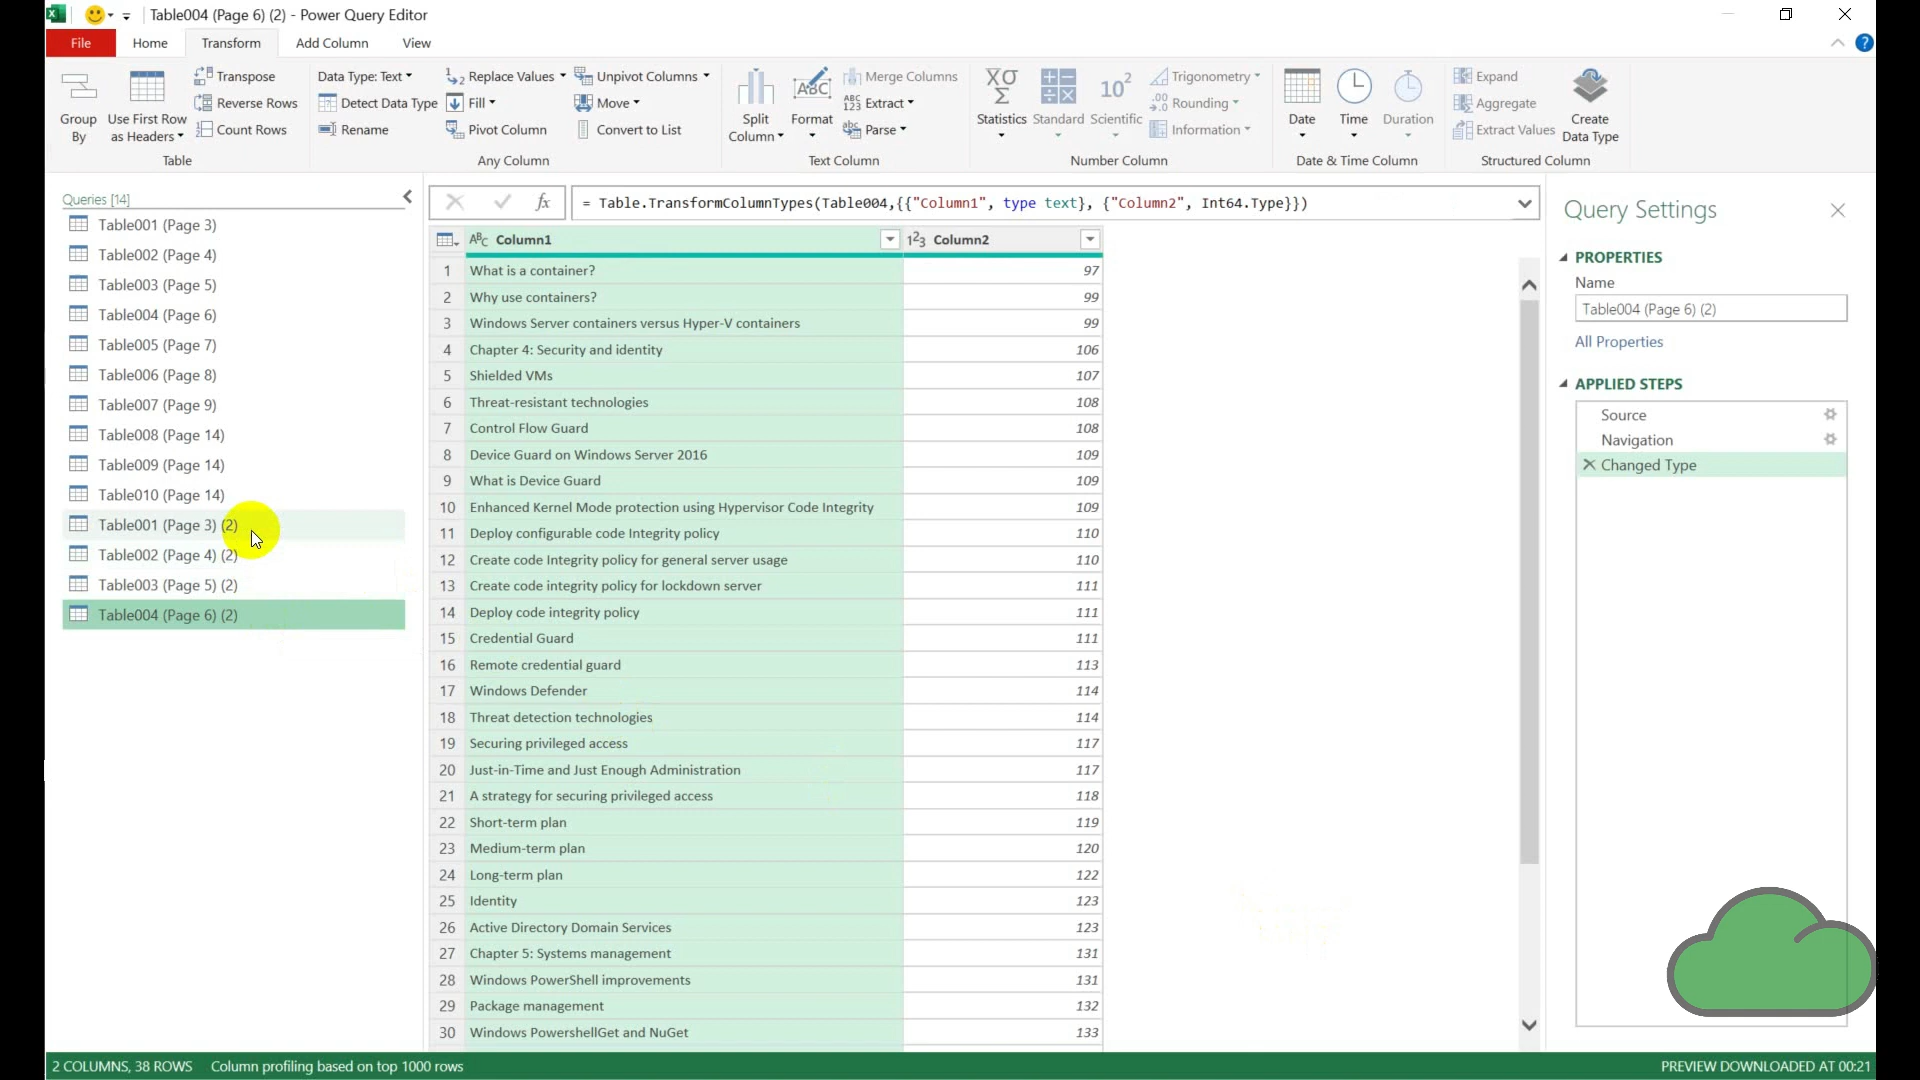 Table004 (Page 6) (2) - Power Query Editor
File Home Transform Add Column View
Group By
Use First Row as Headers
Transpose
Reverse Rows
Count Rows
Table
Data Type: Text
Detect Data Type
Rename
Replace Values
Fill
Pivot Column
Unpivot Columns
Move
Convert to List
Any Column
Split Column
Format
Merge Columns
Extract
Parse
Text Column
Statistics
Standard
Scientific
Trigonometry
Rounding
Information
Number Column
Date
Time
Duration
Date & Time Column
Expand
Aggregate
Extract Values
Create Data Type
Structured Column
Queries [14]
Table001 (Page 3)
Table002 (Page 4)
Table003 (Page 5)
Table004 (Page 6)
Table005 (Page 7)
Table006 (Page 8)
Table007 (Page 9)
Table008 (Page 14)
Table009 (Page 14)
Table010 (Page 14)
Table001 (Page 3) (2)
Table002 (Page 4) (2)
Table003 (Page 5) (2)
Table004 (Page 6) (2)
fx = Table.TransformColumnTypes(Table004,{{"Column1", type text}, {"Column2", Int64.Type}})
ABC Column1 123 Column2
1 What is a container? 97
2 Why use containers? 99
3 Windows Server containers versus Hyper-V containers 99
4 Chapter 4: Security and identity 106
5 Shielded VMs 107
6 Threat-resistant technologies 108
7 Control Flow Guard 108
8 Device Guard on Windows Server 2016 109
9 What is Device Guard 109
10 Enhanced Kernel Mode protection using Hypervisor Code Integrity 109
11 Deploy configurable code Integrity policy 110
12 Create code Integrity policy for general server usage 110
13 Create code integrity policy for lockdown server 111
14 Deploy code integrity policy 111
15 Credential Guard 111
16 Remote credential guard 113
17 Windows Defender 114
18 Threat detection technologies 114
19 Securing privileged access 117
20 Just-in-Time and Just Enough Administration 117
21 A strategy for securing privileged access 118
22 Short-term plan 119
23 Medium-term plan 120
24 Long-term plan 122
25 Identity 123
26 Active Directory Domain Services 123
27 Chapter 5: Systems management 131
28 Windows PowerShell improvements 131
29 Package management 132
30 Windows PowershellGet and NuGet 133
Query Settings
PROPERTIES
Name
Table004 (Page 6) (2)
All Properties
APPLIED STEPS
Source
Navigation
Changed Type
2 COLUMNS, 38 ROWS Column profiling based on top 1000 rows PREVIEW DOWNLOADED AT 00:21